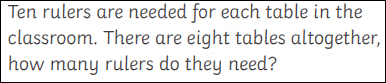 Ten rulers are needed for each table in the
classroom. There are eight tables altogether,
how many rulers do they need?